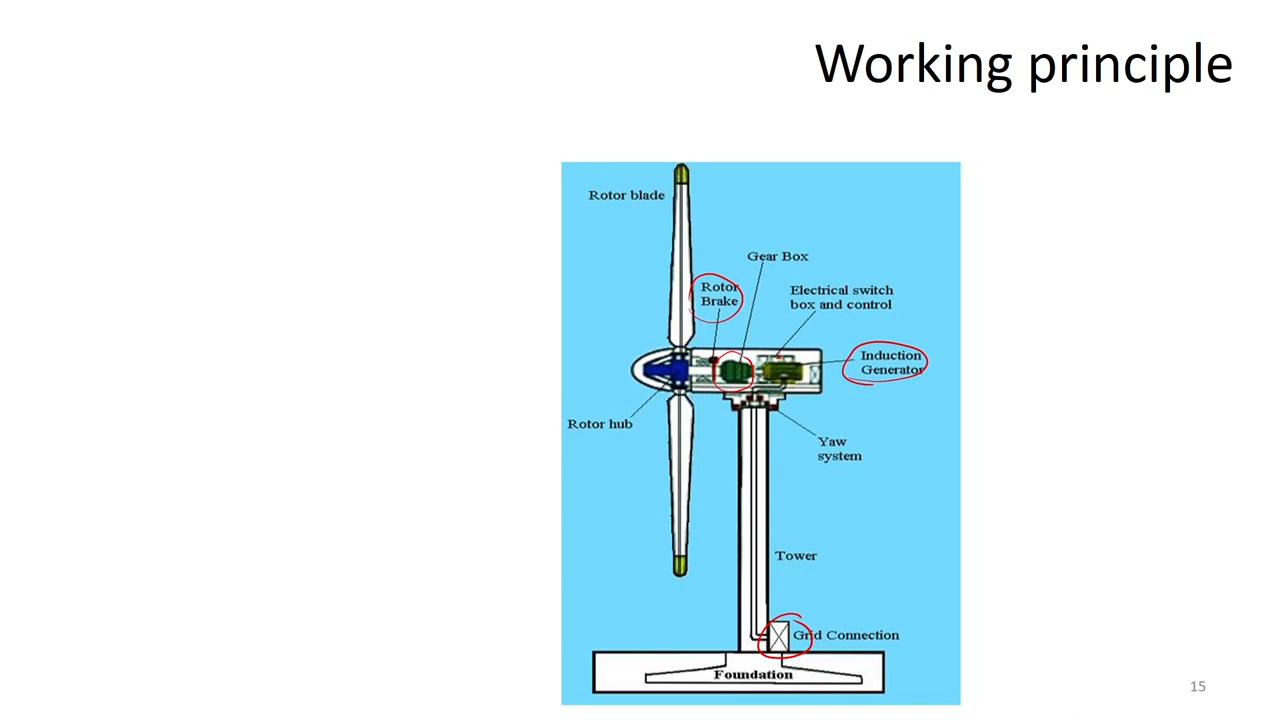 Working principle
Rotor blade
Gear Box
Rotor
Brake
Electrical switch
box and control
Induction
Generator
Rotor hub
Yaw
system
Tower
Grid Connection
Foundation
15